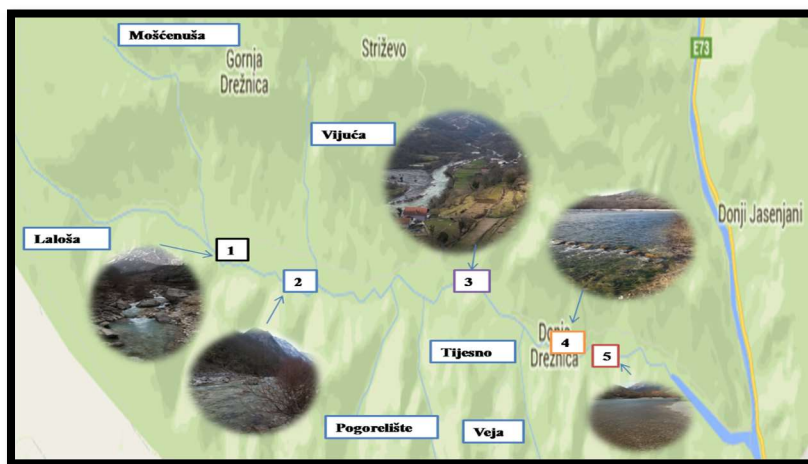 Mošćenuša
Gornja
Drežnica
Striževo
E73
Vijuća
Donji Jasenjani
Laloša
1
2
3
4
5
Donja
Drežnica
Tijesno
Pogorelište
Veja